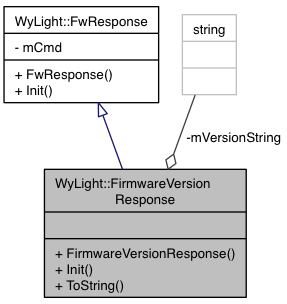 WyLight::FwResponse
- mCmd
+ FwResponse()
+ Init()
string
-mVersionString
WyLight::FirmwareVersion
Response
+ FirmwareVersionResponse()
+ Init()
+ ToString()